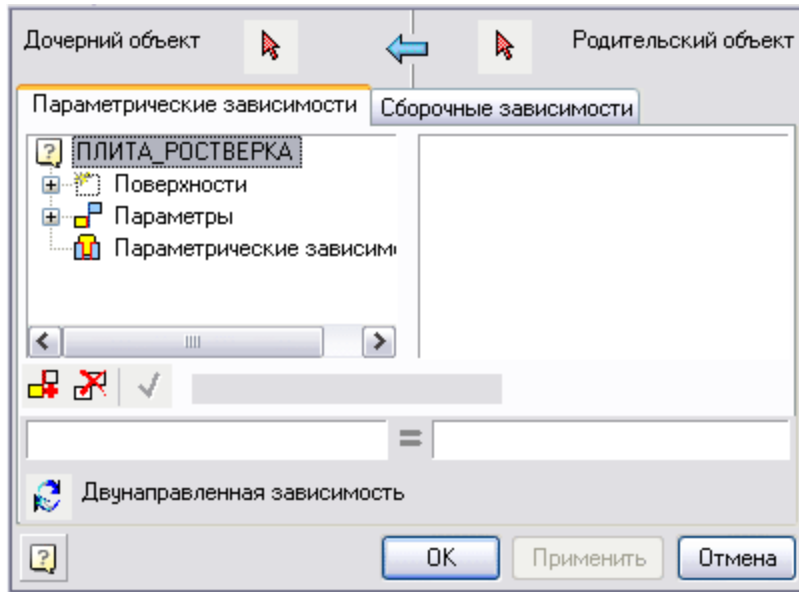 Дочерний объект
Родительский объект
Параметрические зависимости
Сборочные зависимости
ПЛИТА_РОСТВЕРКА
Поверхности
Параметры
Параметрические зависим
=
Двунаправленная зависимость
OK
Применить
Отмена